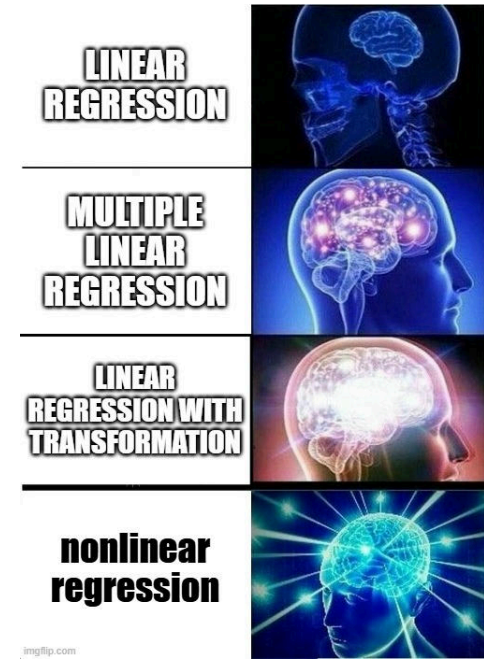 LINEAR
REGRESSION
MULTIPLE
LINEAR
REGRESSION
LINEAR
REGRESSION WITH
TRANSFORMATION
nonlinear
regression
imgflip.com